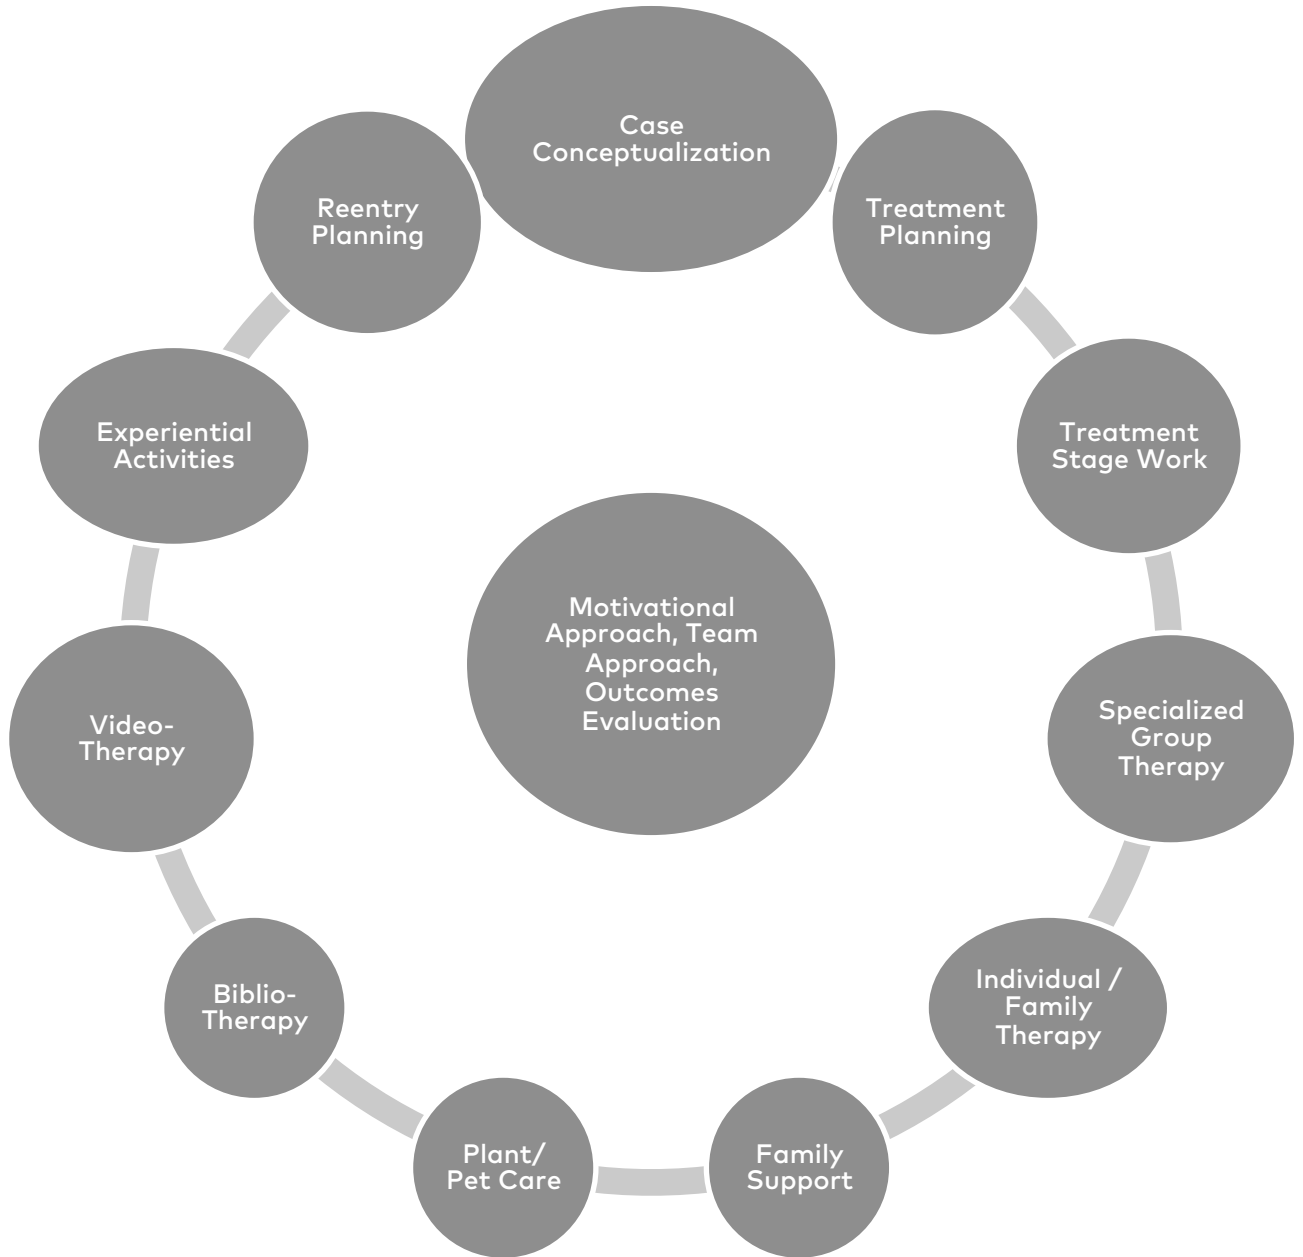 Case
Conceptualization
Treatment
Planning
Treatment
Stage Work
Specialized
Group
Therapy
Individual /
Family
Therapy
Family
Support
Plant/
Pet Care
Biblio-
Therapy
Video-
Therapy
Experiential
Activities
Reentry
Planning
Motivational
Approach, Team
Approach,
Outcomes
Evaluation